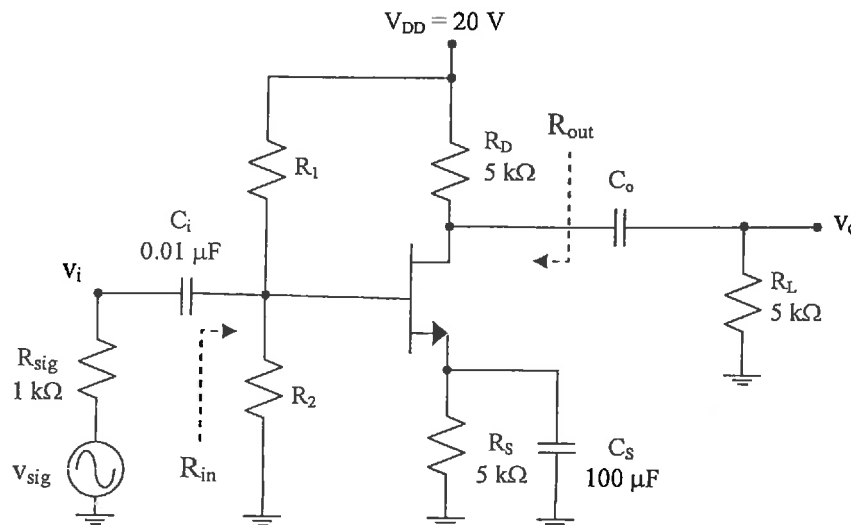 V_DD = 20 V
R_D
5 kΩ
R_out
R_1
C_o
C_i
0.01 μF
v_i
v_o
R_L
5 kΩ
R_sig
1 kΩ
R_2
R_S
5 kΩ
C_S
100 μF
v_sig
R_in